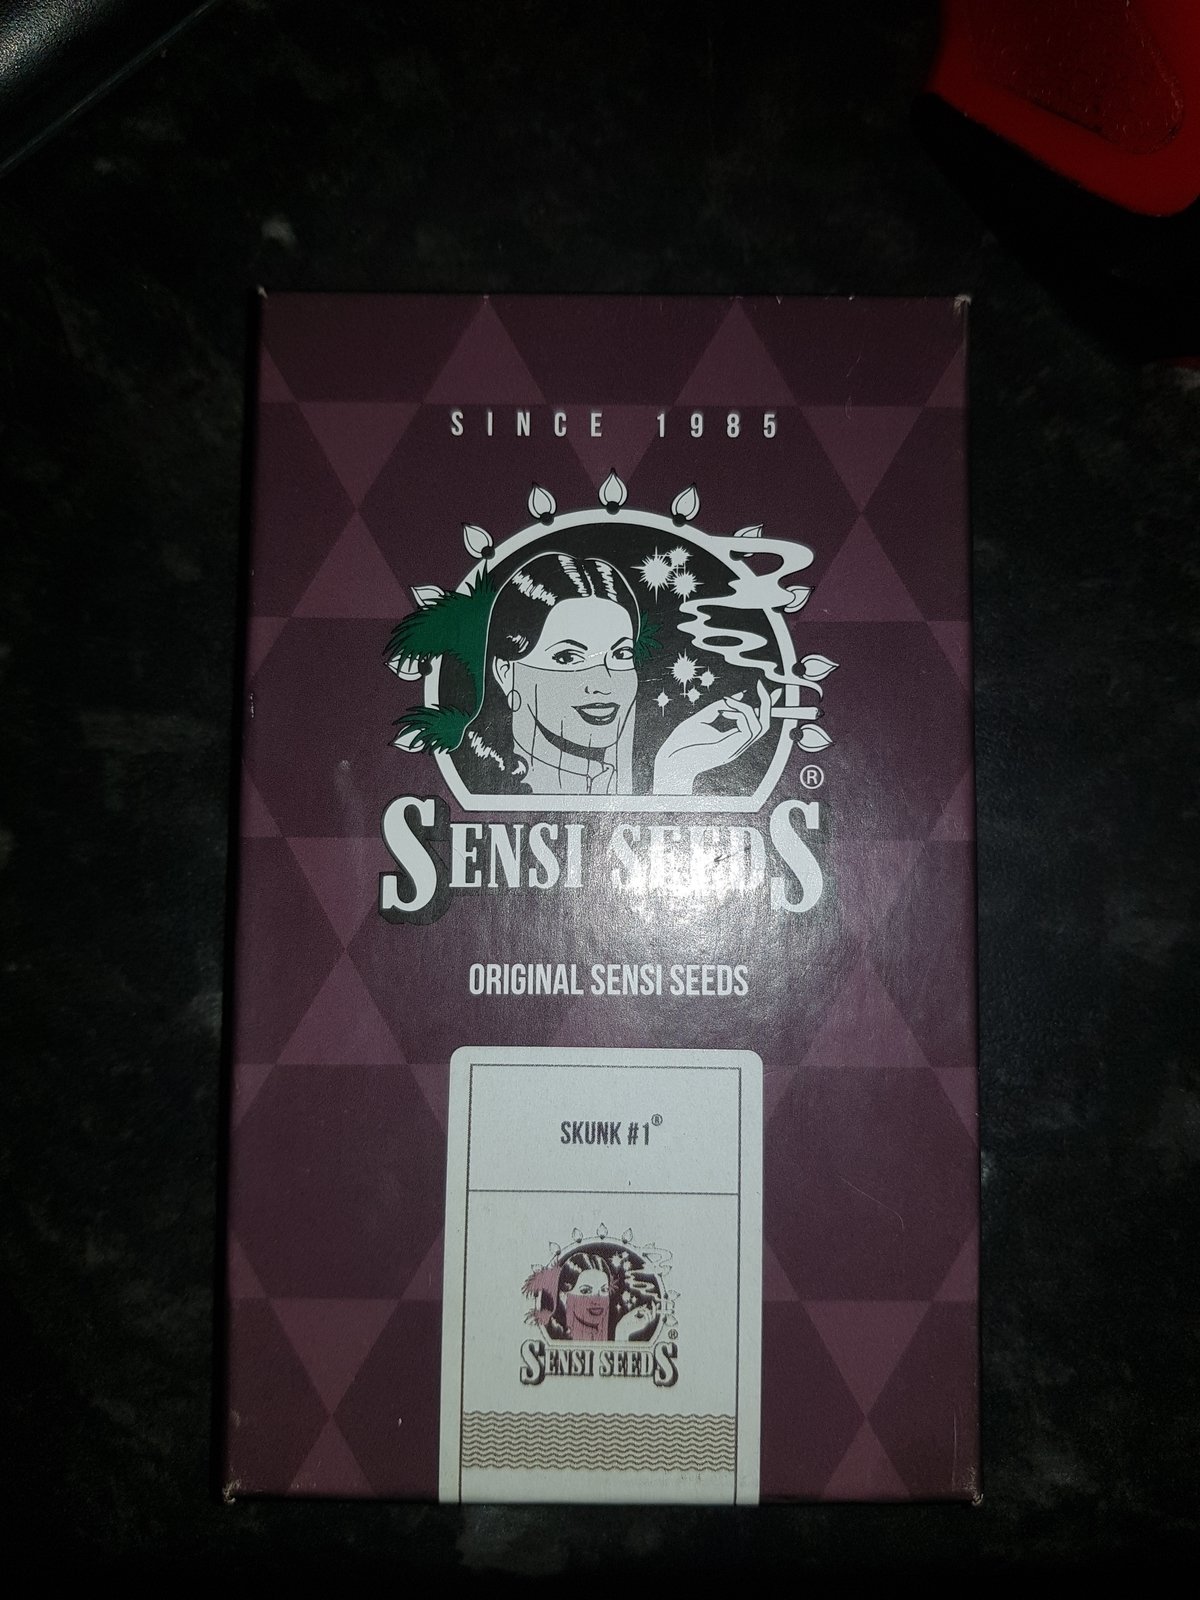 SINCE 1985
®
SENSI SEEDS
ORIGINAL SENSI SEEDS
SKUNK #1®
®
SENSI SEEDS